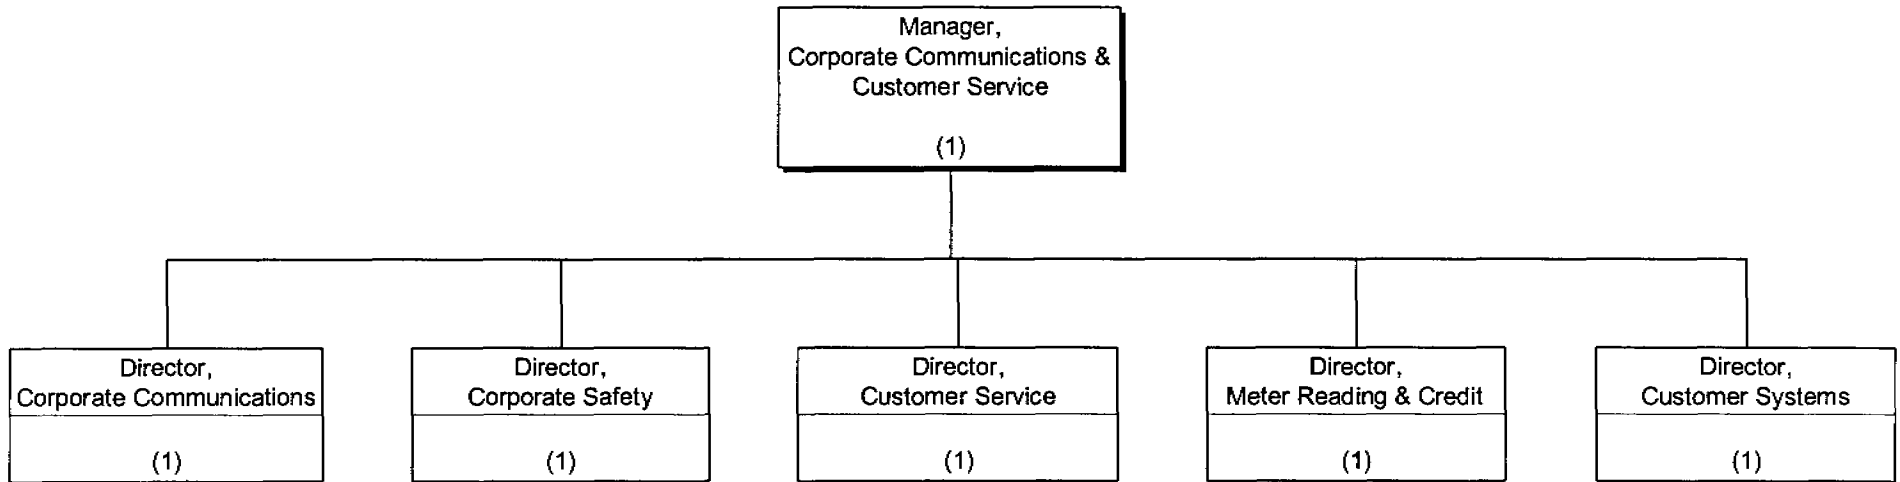 Manager,
Corporate Communications &
Customer Service
(1)
Director,
Corporate Communications
(1)
Director,
Corporate Safety
(1)
Director,
Customer Service
(1)
Director,
Meter Reading & Credit
(1)
Director,
Customer Systems
(1)